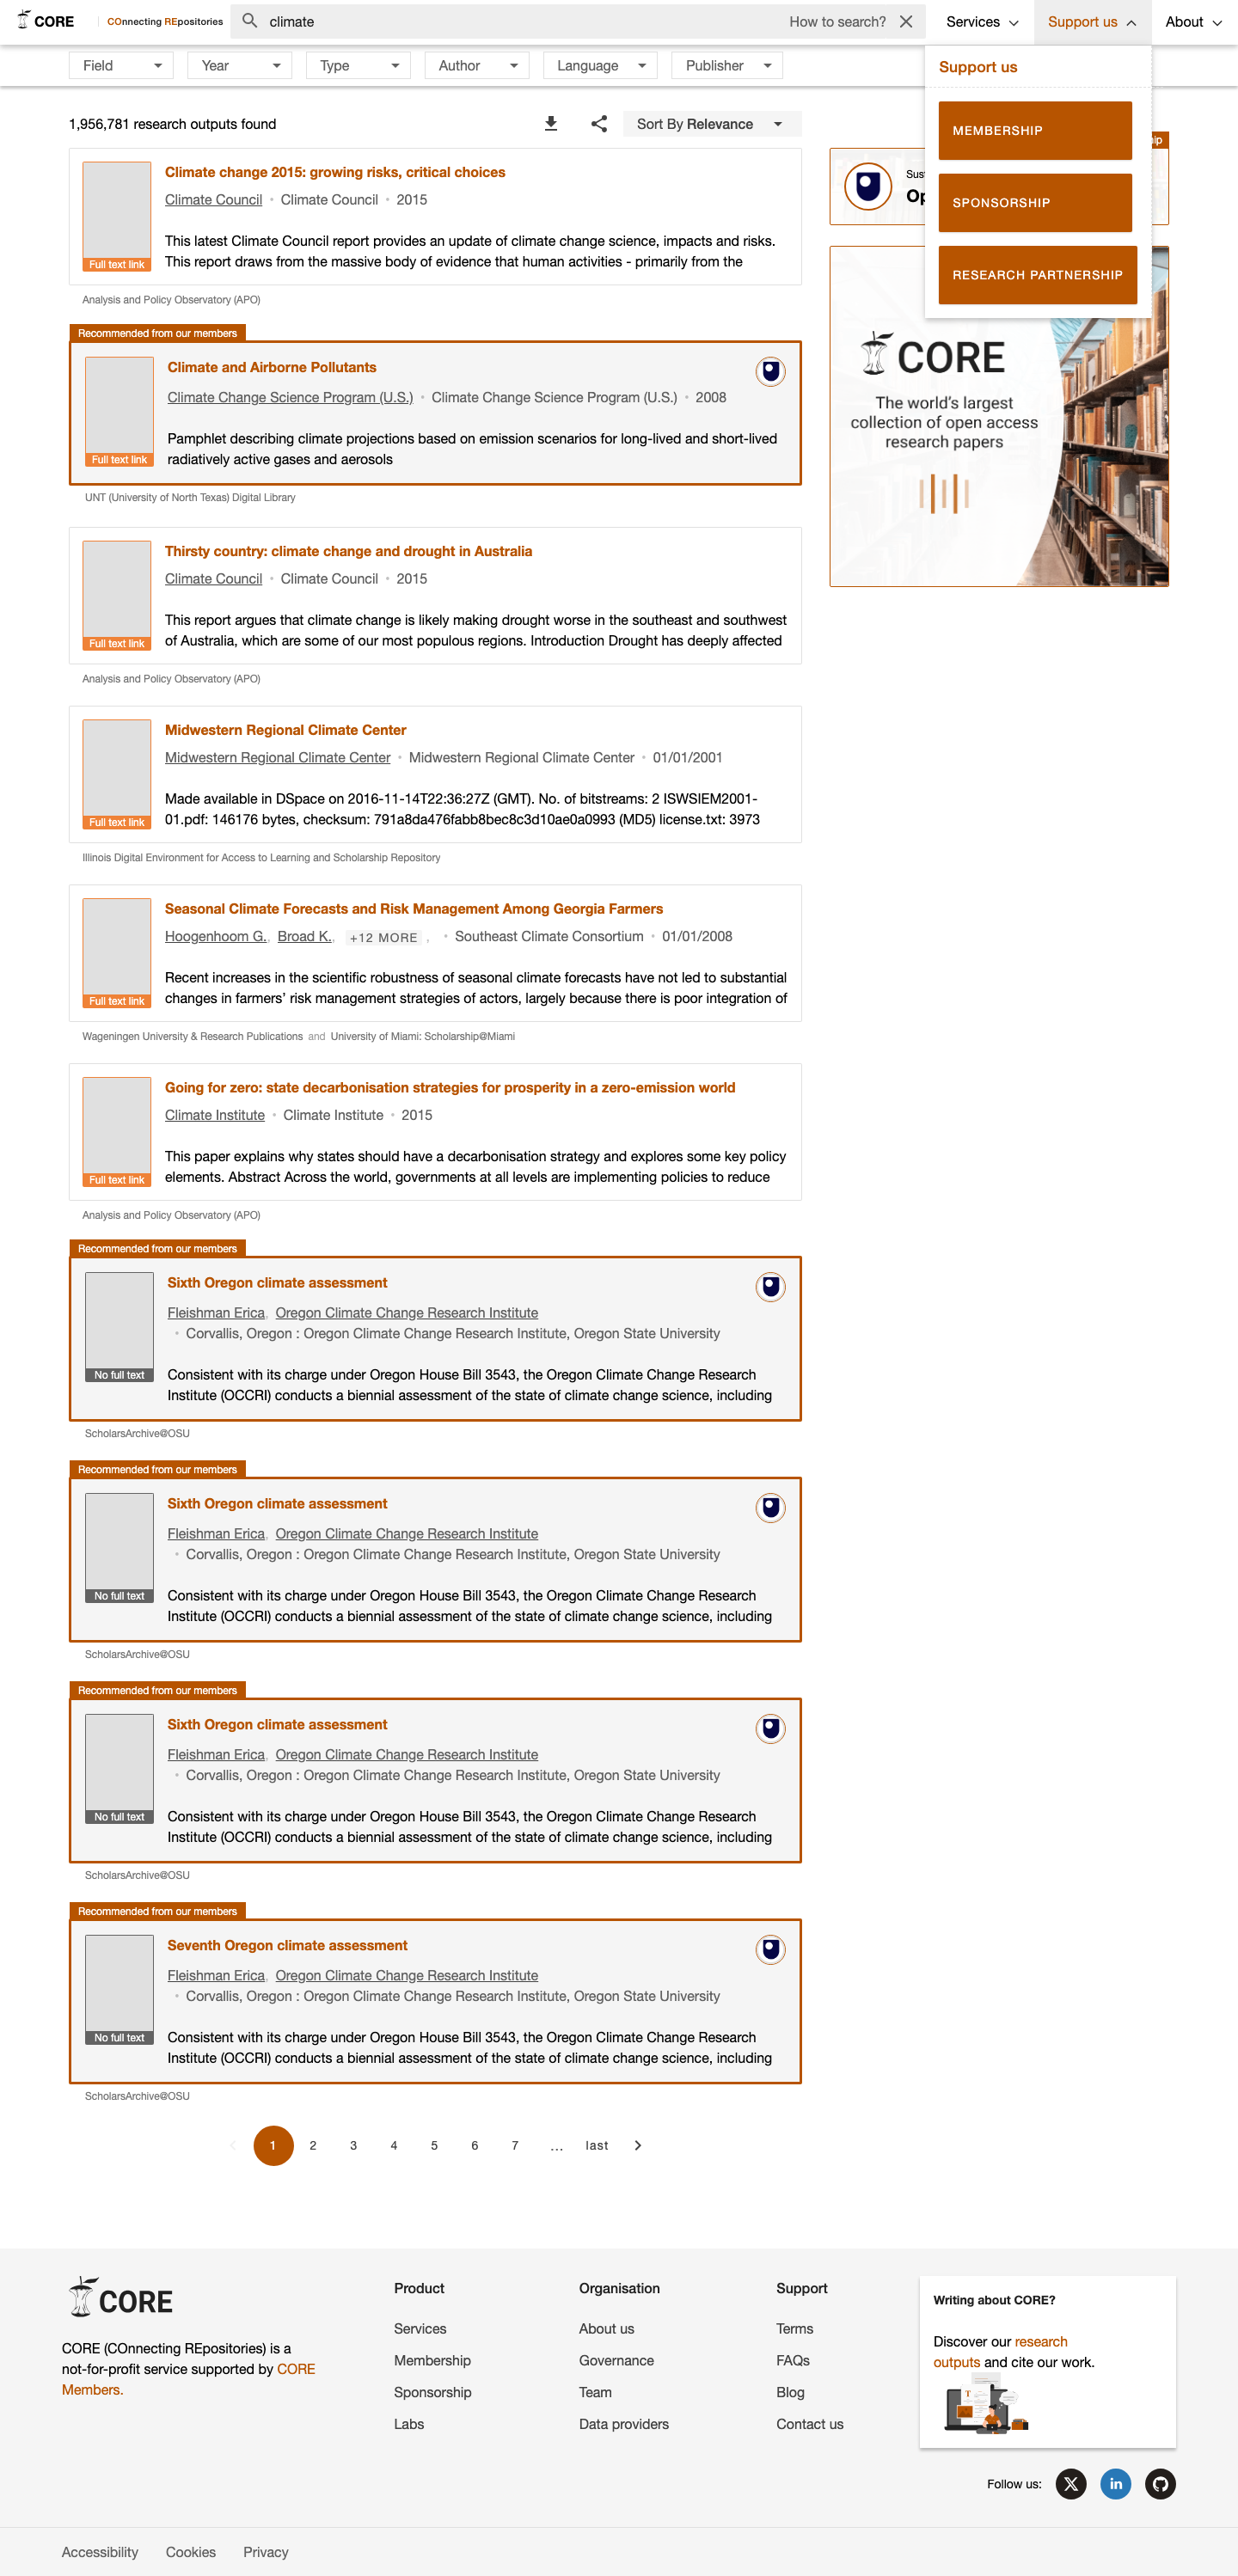 CORE
COnnecting REpositories
climate
How to search?
Services
Support us
About
Field
Year
Type
Author
Language
Publisher
Support us
MEMBERSHIP
SPONSORSHIP
RESEARCH PARTNERSHIP
1,956,781 research outputs found
Sort By Relevance
Climate change 2015: growing risks, critical choices
Climate Council • Climate Council • 2015
This latest Climate Council report provides an update of climate change science, impacts and risks.
This report draws from the massive body of evidence that human activities - primarily from the
Full text link
Analysis and Policy Observatory (APO)
CORE
The world's largest
collection of open access
research papers
Recommended from our members
Climate and Airborne Pollutants
Climate Change Science Program (U.S.) • Climate Change Science Program (U.S.) • 2008
Pamphlet describing climate projections based on emission scenarios for long-lived and short-lived
radiatively active gases and aerosols
Full text link
UNT (University of North Texas) Digital Library
Thirsty country: climate change and drought in Australia
Climate Council • Climate Council • 2015
This report argues that climate change is likely making drought worse in the southeast and southwest
of Australia, which are some of our most populous regions. Introduction Drought has deeply affected
Full text link
Analysis and Policy Observatory (APO)
Midwestern Regional Climate Center
Midwestern Regional Climate Center • Midwestern Regional Climate Center • 01/01/2001
Made available in DSpace on 2016-11-14T22:36:27Z (GMT). No. of bitstreams: 2 ISWSIEM2001-
01.pdf: 146176 bytes, checksum: 791a8da476fabb8bec8c3d10ae0a0993 (MD5) license.txt: 3973
Full text link
Illinois Digital Environment for Access to Learning and Scholarship Repository
Seasonal Climate Forecasts and Risk Management Among Georgia Farmers
Hoogenhoom G., Broad K., +12 MORE , • Southeast Climate Consortium • 01/01/2008
Recent increases in the scientific robustness of seasonal climate forecasts have not led to substantial
changes in farmers’ risk management strategies of actors, largely because there is poor integration of
Full text link
Wageningen University & Research Publications and University of Miami: Scholarship@Miami
Going for zero: state decarbonisation strategies for prosperity in a zero-emission world
Climate Institute • Climate Institute • 2015
This paper explains why states should have a decarbonisation strategy and explores some key policy
elements. Abstract Across the world, governments at all levels are implementing policies to reduce
Full text link
Analysis and Policy Observatory (APO)
Recommended from our members
Sixth Oregon climate assessment
Fleishman Erica, Oregon Climate Change Research Institute
• Corvallis, Oregon : Oregon Climate Change Research Institute, Oregon State University
Consistent with its charge under Oregon House Bill 3543, the Oregon Climate Change Research
Institute (OCCRI) conducts a biennial assessment of the state of climate change science, including
No full text
ScholarsArchive@OSU
Recommended from our members
Sixth Oregon climate assessment
Fleishman Erica, Oregon Climate Change Research Institute
• Corvallis, Oregon : Oregon Climate Change Research Institute, Oregon State University
Consistent with its charge under Oregon House Bill 3543, the Oregon Climate Change Research
Institute (OCCRI) conducts a biennial assessment of the state of climate change science, including
No full text
ScholarsArchive@OSU
Recommended from our members
Sixth Oregon climate assessment
Fleishman Erica, Oregon Climate Change Research Institute
• Corvallis, Oregon : Oregon Climate Change Research Institute, Oregon State University
Consistent with its charge under Oregon House Bill 3543, the Oregon Climate Change Research
Institute (OCCRI) conducts a biennial assessment of the state of climate change science, including
No full text
ScholarsArchive@OSU
Recommended from our members
Seventh Oregon climate assessment
Fleishman Erica, Oregon Climate Change Research Institute
• Corvallis, Oregon : Oregon Climate Change Research Institute, Oregon State University
Consistent with its charge under Oregon House Bill 3543, the Oregon Climate Change Research
Institute (OCCRI) conducts a biennial assessment of the state of climate change science, including
No full text
ScholarsArchive@OSU
1 2 3 4 5 6 7 ... last
CORE
CORE (COnnecting REpositories) is a
not-for-profit service supported by CORE
Members.
Product
Services
Membership
Sponsorship
Labs
Organisation
About us
Governance
Team
Data providers
Support
Terms
FAQs
Blog
Contact us
Writing about CORE?
Discover our research
outputs and cite our work.
Follow us:
Accessibility
Cookies
Privacy